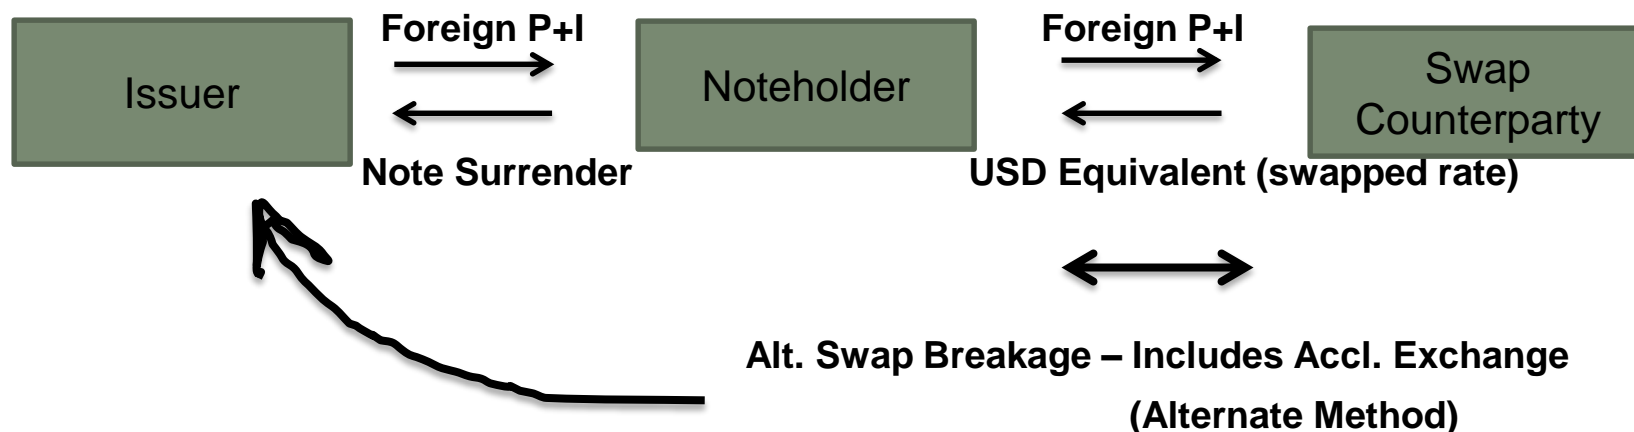 Foreign P+I
Foreign P+I
Issuer
Noteholder
Swap
Counterparty
Note Surrender
USD Equivalent (swapped rate)
Alt. Swap Breakage – Includes Accl. Exchange
(Alternate Method)